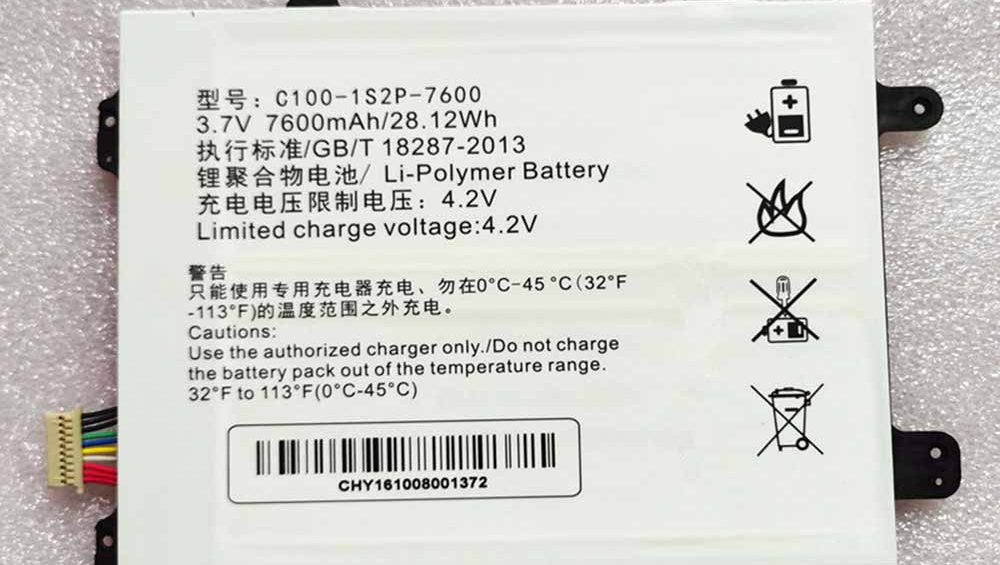 型号：C100-1S2P-7600
3.7V 7600mAh/28.12Wh
执行标准/GB/T 18287-2013
锂聚合物电池/ Li-Polymer Battery
充电电压限制电压：4.2V
Limited charge voltage:4.2V
警告
只能使用专用充电器充电、勿在0°C-45 °C(32°F
-113°F)的温度范围之外充电。
Cautions:
Use the authorized charger only./Do not charge
the battery pack out of the temperature range.
32°F to 113°F(0°C-45°C)
CHY161008001372